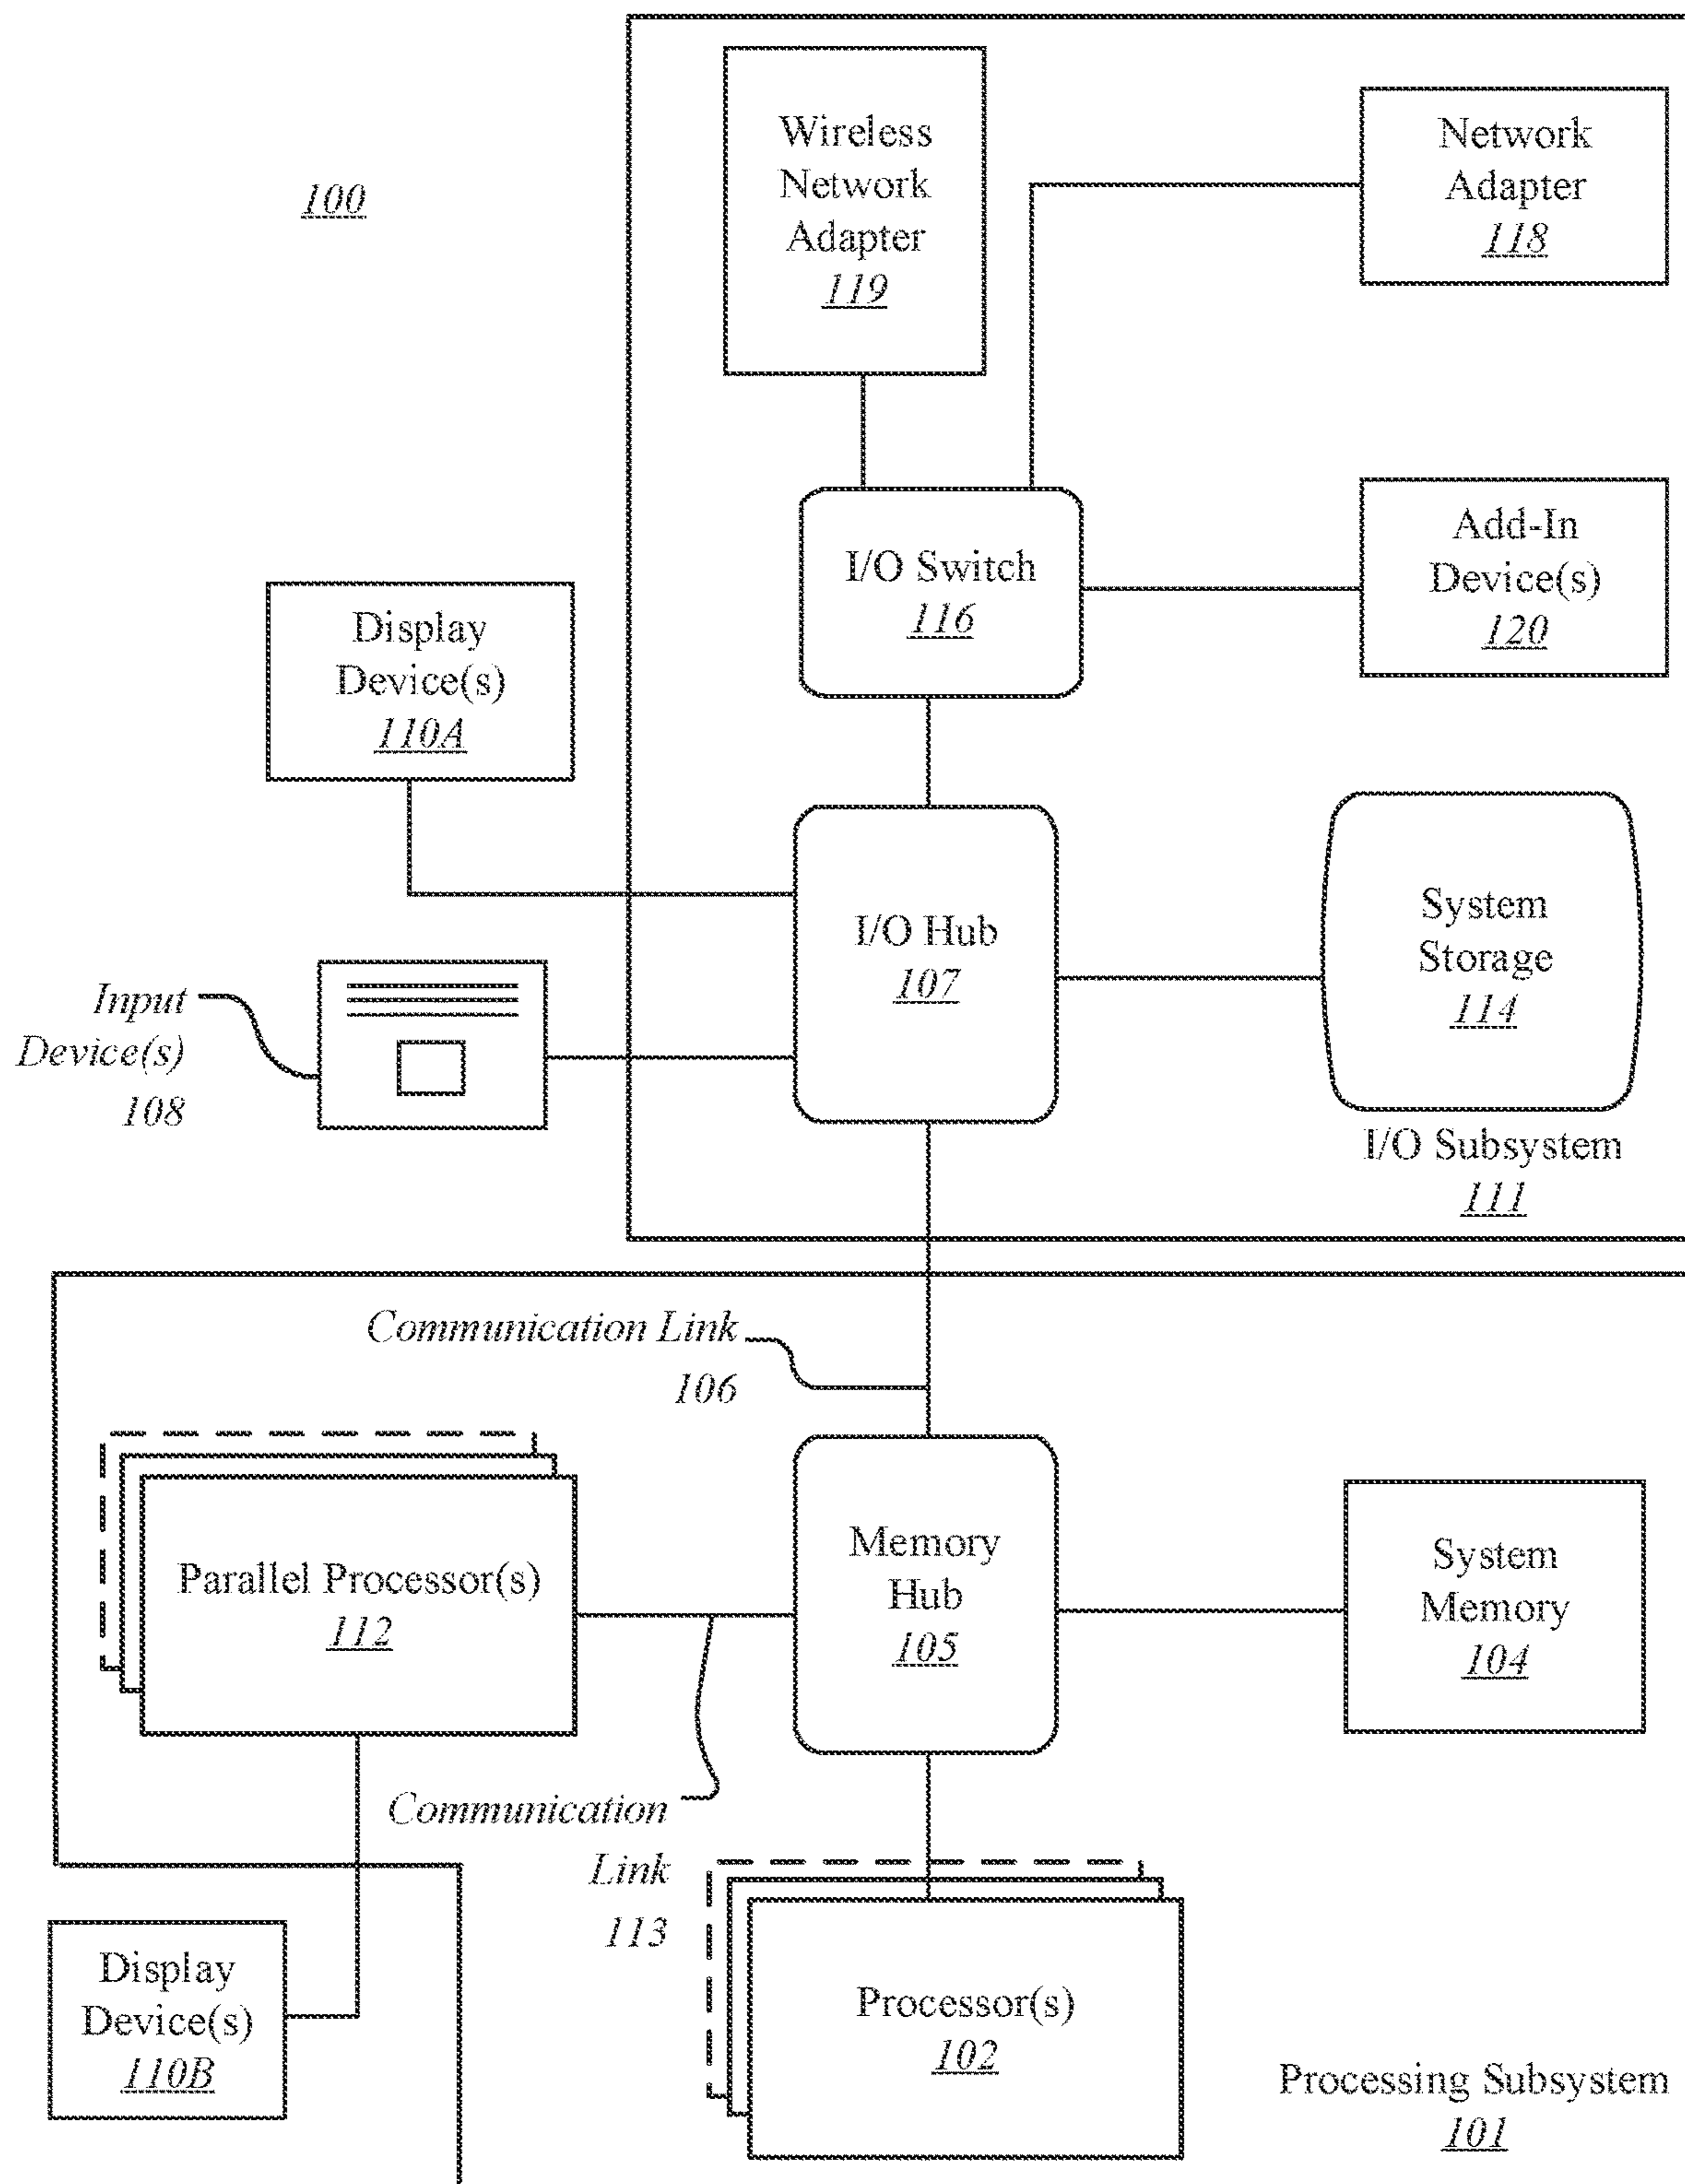 100
Wireless
Network
Adapter
119
Network
Adapter
118
I/O Switch
116
Add-In
Device(s)
120
Display
Device(s)
110A
I/O Hub
107
System
Storage
114
Input
Device(s)
108
I/O Subsystem
111
Communication Link
106
Parallel Processor(s)
112
Memory
Hub
105
System
Memory
104
Communication
Link
113
Display
Device(s)
110B
Processor(s)
102
Processing Subsystem
101